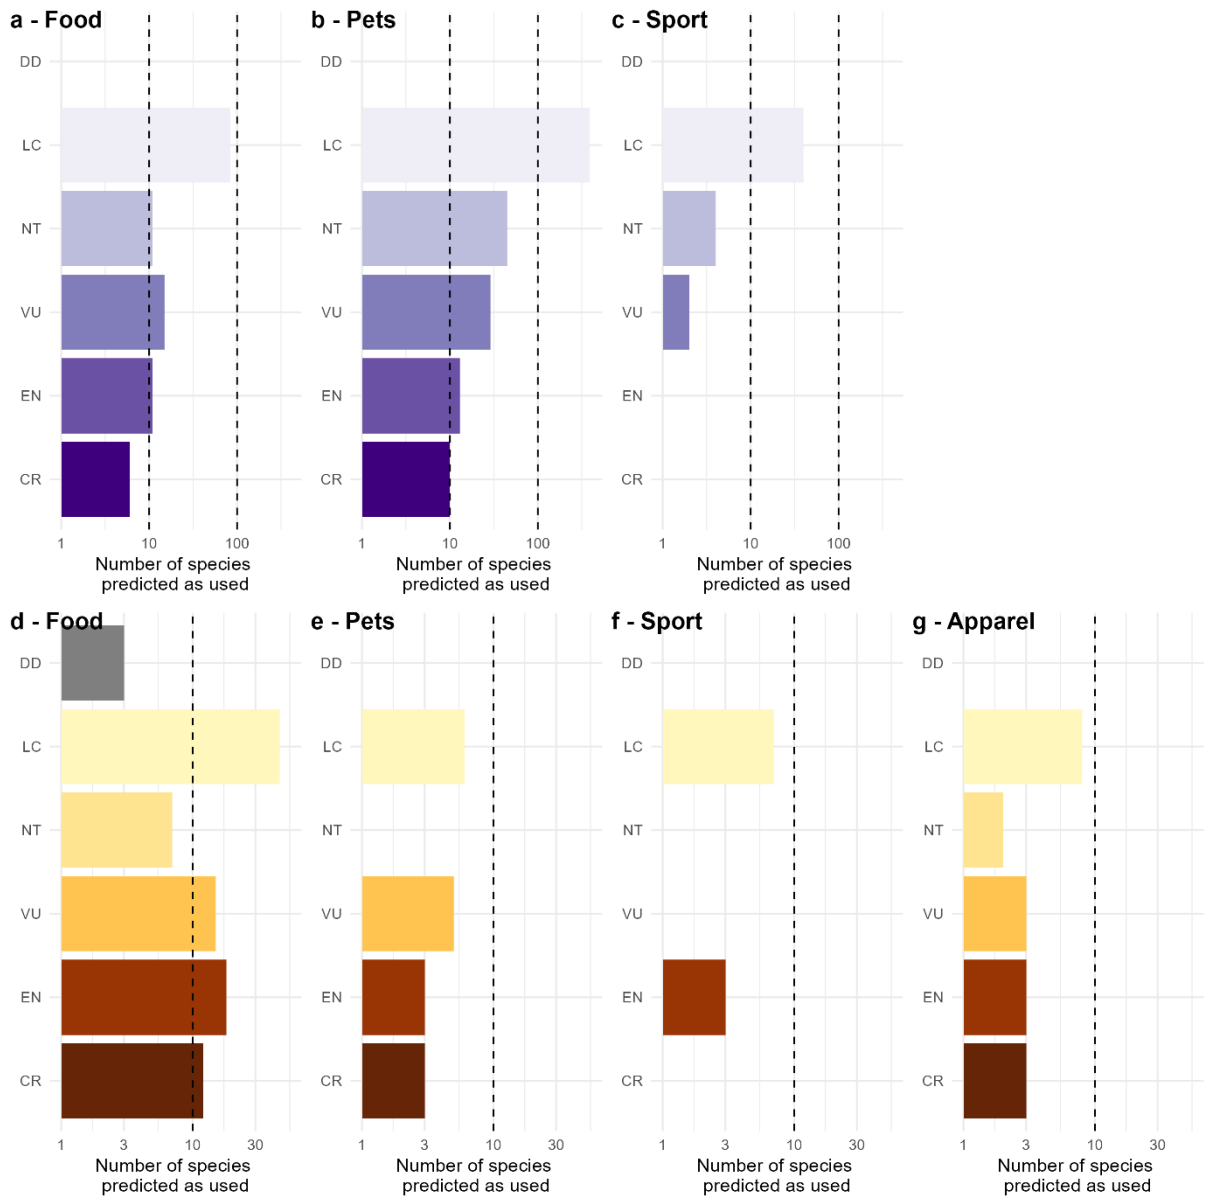 a - Food
b - Pets
c - Sport
DD
LC
NT
VU
EN
CR
1 10 100
Number of species
predicted as used
DD
LC
NT
VU
EN
CR
1 10 100
Number of species
predicted as used
DD
LC
NT
VU
EN
CR
1 10 100
Number of species
predicted as used
d - Food
e - Pets
f - Sport
g - Apparel
DD
LC
NT
VU
EN
CR
1 3 10 30
Number of species
predicted as used
DD
LC
NT
VU
EN
CR
1 3 10 30
Number of species
predicted as used
DD
LC
NT
VU
EN
CR
1 3 10 30
Number of species
predicted as used
DD
LC
NT
VU
EN
CR
1 3 10 30
Number of species
predicted as used